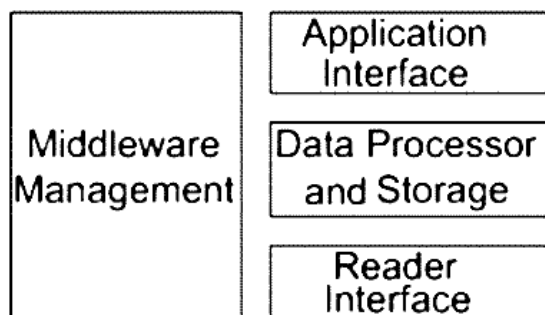 Middleware
Management
Application
Interface
Data Processor
and Storage
Reader
Interface